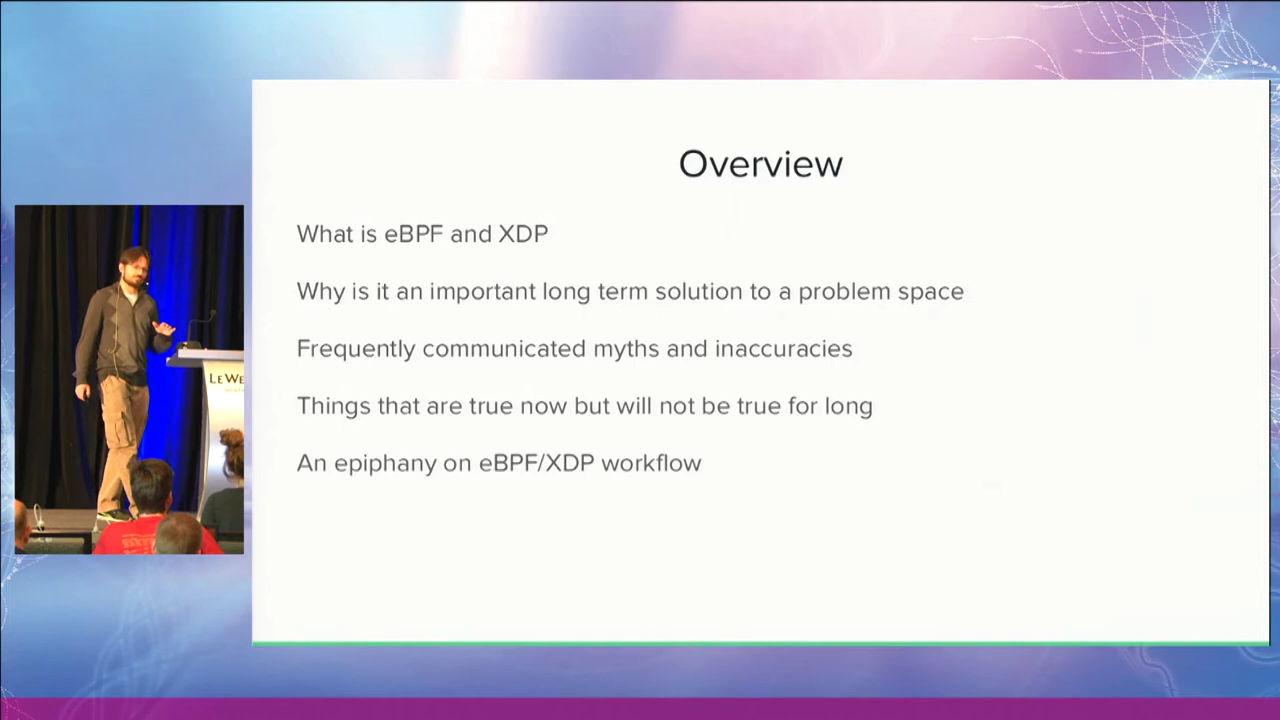 Overview
What is eBPF and XDP
Why is it an important long term solution to a problem space
Frequently communicated myths and inaccuracies
Things that are true now but will not be true for long
An epiphany on eBPF/XDP workflow
LE WE